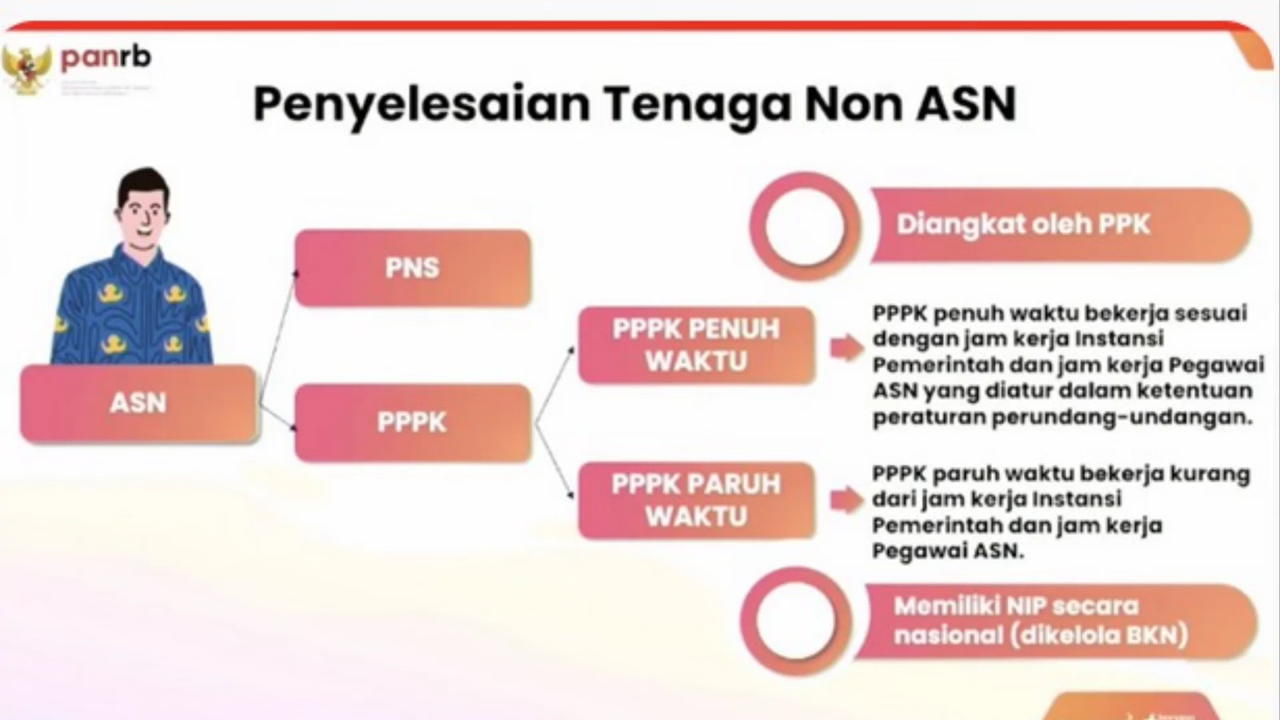 panrb
Penyelesaian Tenaga Non ASN
Diangkat oleh PPK
PNS
PPPK PENUH
WAKTU
PPPK penuh waktu bekerja sesuai
dengan jam kerja Instansi
Pemerintah dan jam kerja Pegawai
ASN yang diatur dalam ketentuan
peraturan perundang-undangan.
ASN
PPPK
PPPK PARUH
WAKTU
PPPK paruh waktu bekerja kurang
dari jam kerja Instansi
Pemerintah dan jam kerja
Pegawai ASN.
Memiliki NIP secara
nasional (dikelola BKN)